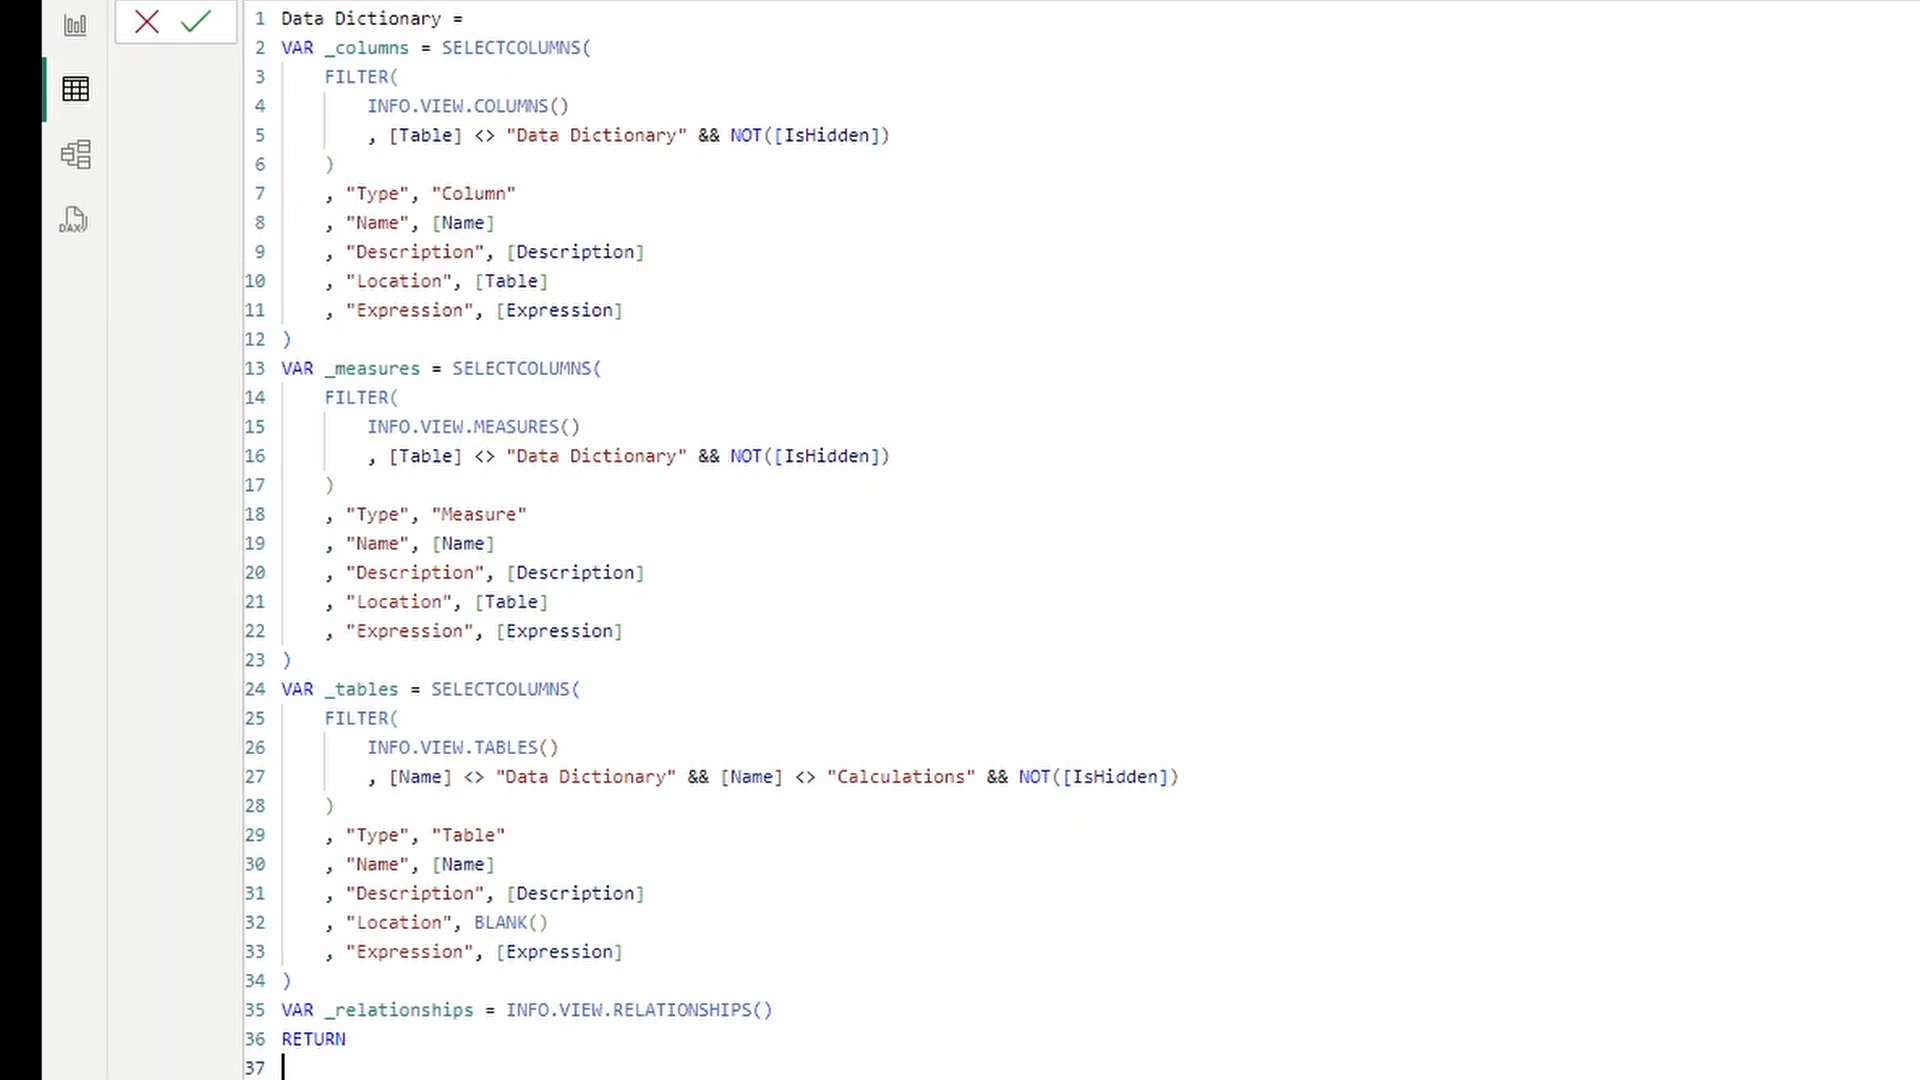 1 Data Dictionary =
2 VAR _columns = SELECTCOLUMNS(
3 FILTER(
4 INFO.VIEW.COLUMNS()
5 , [Table] <> "Data Dictionary" && NOT([IsHidden])
6 )
7 , "Type", "Column"
8 , "Name", [Name]
9 , "Description", [Description]
10 , "Location", [Table]
11 , "Expression", [Expression]
12 )
13 VAR _measures = SELECTCOLUMNS(
14 FILTER(
15 INFO.VIEW.MEASURES()
16 , [Table] <> "Data Dictionary" && NOT([IsHidden])
17 )
18 , "Type", "Measure"
19 , "Name", [Name]
20 , "Description", [Description]
21 , "Location", [Table]
22 , "Expression", [Expression]
23 )
24 VAR _tables = SELECTCOLUMNS(
25 FILTER(
26 INFO.VIEW.TABLES()
27 , [Name] <> "Data Dictionary" && [Name] <> "Calculations" && NOT([IsHidden])
28 )
29 , "Type", "Table"
30 , "Name", [Name]
31 , "Description", [Description]
32 , "Location", BLANK()
33 , "Expression", [Expression]
34 )
35 VAR _relationships = INFO.VIEW.RELATIONSHIPS()
36 RETURN
37
DAX